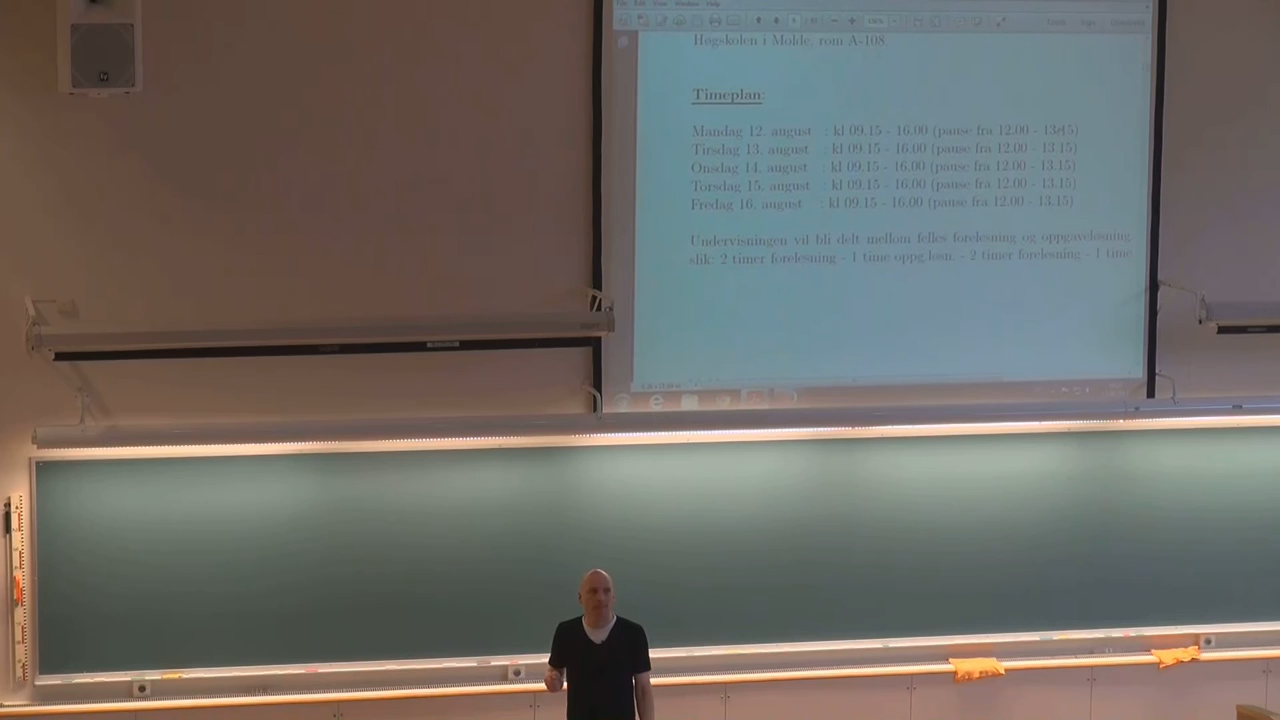 File Edit View Window Help
Høgskolen i Molde, rom A-108.
Timeplan:
Mandag 12. august : kl 09.15 - 16.00 (pause fra 12.00 - 13.15)
Tirsdag 13. august : kl 09.15 - 16.00 (pause fra 12.00 - 13.15)
Onsdag 14. august : kl 09.15 - 16.00 (pause fra 12.00 - 13.15)
Torsdag 15. august : kl 09.15 - 16.00 (pause fra 12.00 - 13.15)
Fredag 16. august : kl 09.15 - 16.00 (pause fra 12.00 - 13.15)
Undervisningen vil bli delt mellom felles forelesning og oppgaveløsning,
slik: 2 timer forelesning - 1 time oppg.løsn. - 2 timer forelesning - 1 time